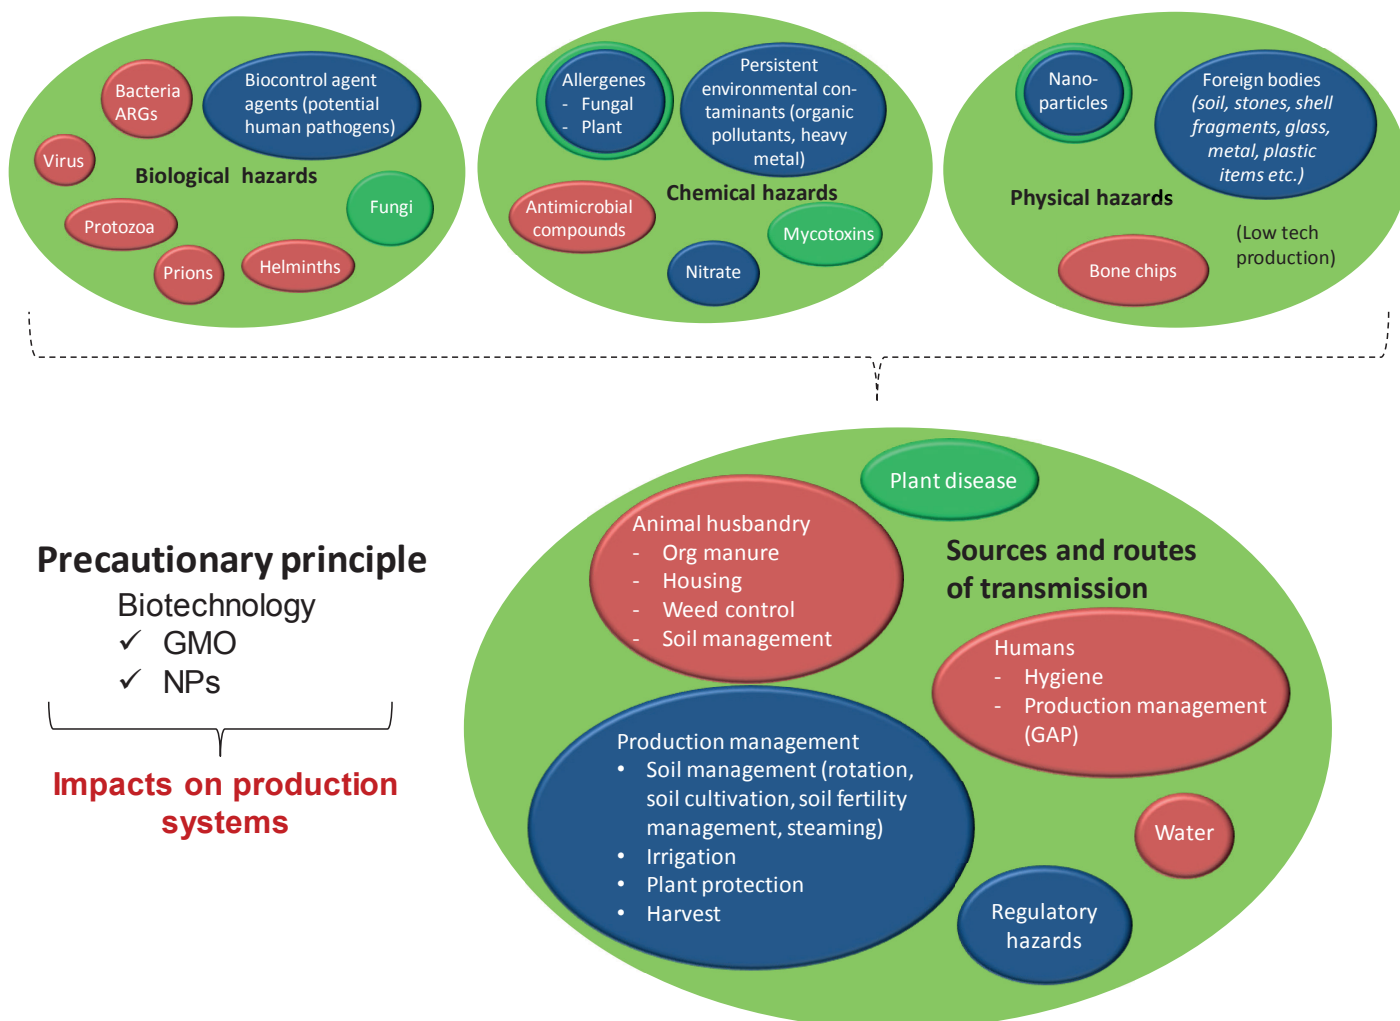 Bacteria
ARGs
Biocontrol agent
agents (potential
human pathogens)
Virus
Biological hazards
Fungi
Protozoa
Prions
Helminths
Allergenes
- Fungal
- Plant
Persistent
environmental con-
taminants (organic
pollutants, heavy
metal)
Chemical hazards
Antimicrobial
compounds
Mycotoxins
Nitrate
Nano-
particles
Foreign bodies
(soil, stones, shell
fragments, glass,
metal, plastic
items etc.)
Physical hazards
(Low tech
production)
Bone chips
Plant disease
Animal husbandry
- Org manure
- Housing
- Weed control
- Soil management
Sources and routes
of transmission
Precautionary principle
Biotechnology
✓ GMO
✓ NPs
Impacts on production
systems
Humans
- Hygiene
- Production management
(GAP)
Production management
• Soil management (rotation,
soil cultivation, soil fertility
management, steaming)
• Irrigation
• Plant protection
• Harvest
Water
Regulatory
hazards